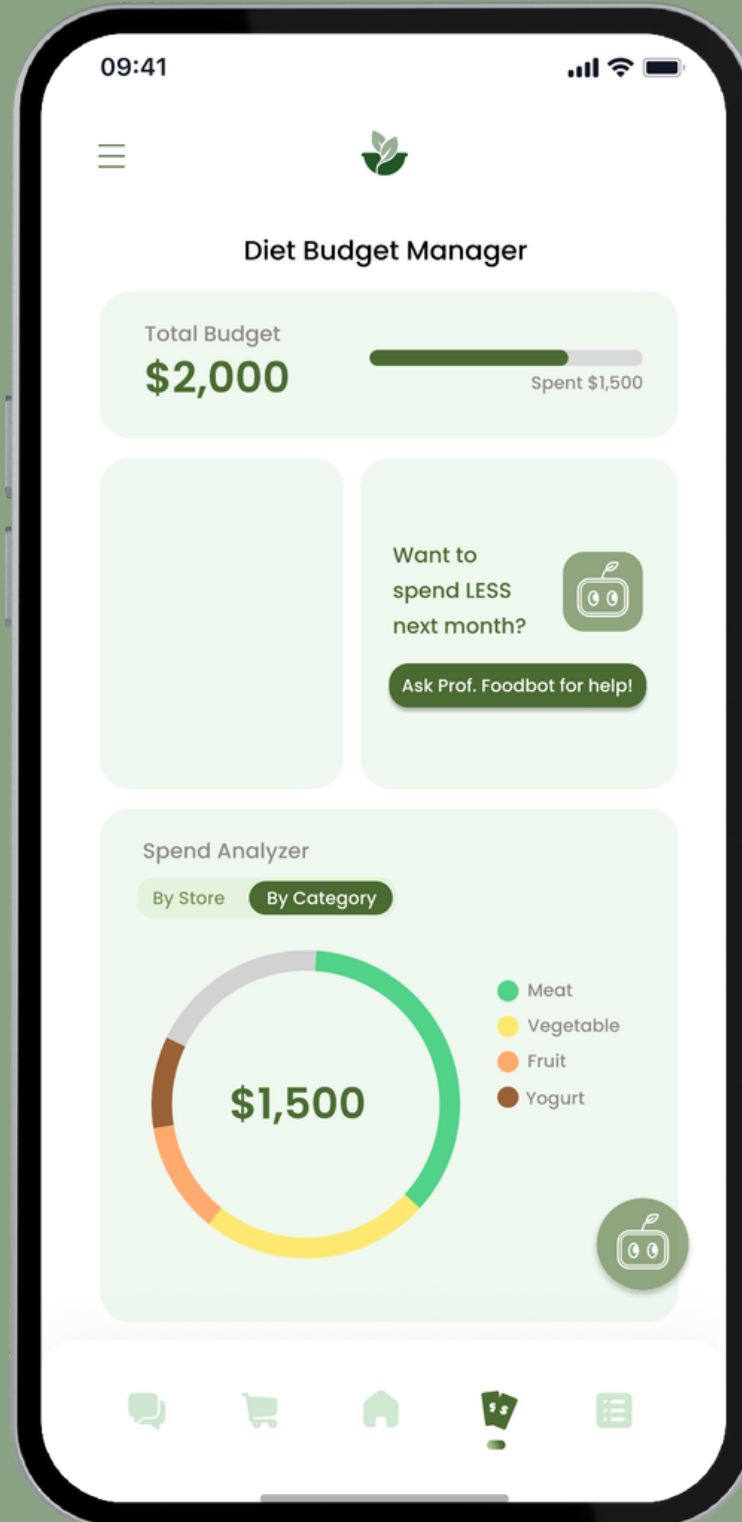 09:41
Diet Budget Manager
Total Budget
$2,000
Spent $1,500
Want to
spend LESS
next month?
Ask Prof. Foodbot for help!
Spend Analyzer
By Store
By Category
Meat
Vegetable
Fruit
Yogurt
$1,500
$ $